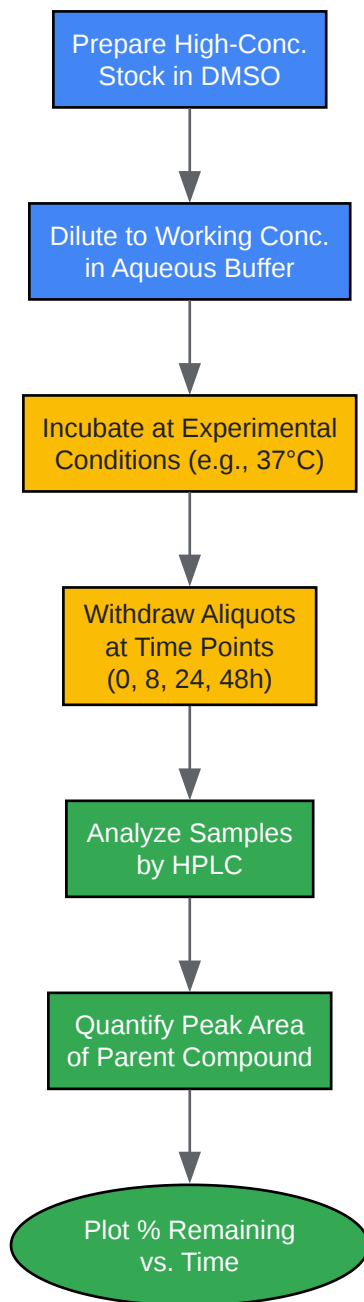 Prepare High-Conc.
Stock in DMSO
Dilute to Working Conc.
in Aqueous Buffer
Incubate at Experimental
Conditions (e.g., 37°C)
Withdraw Aliquots
at Time Points
(0, 8, 24, 48h)
Analyze Samples
by HPLC
Quantify Peak Area
of Parent Compound
Plot % Remaining
vs. Time